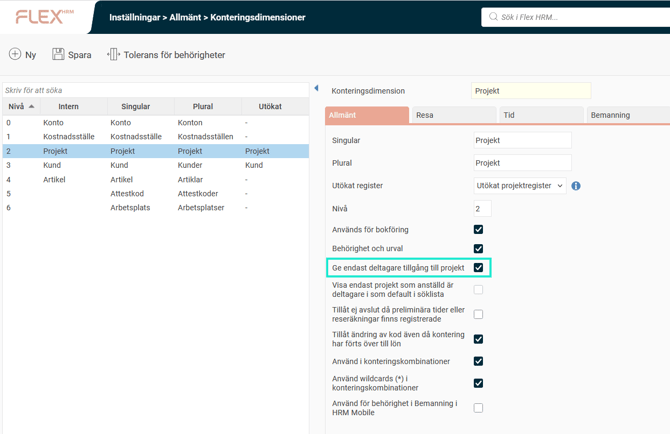 FLEX HRM
Inställningar > Allmänt > Konteringsdimensioner
Sök i Flex HRM...
Ny
Spara
Tolerans för behörigheter
Skriv för att söka
Nivå Intern Singular Plural Utökat
0 Konto Konto Konton -
1 Kostnadsställe Kostnadsställe Kostnadsställen -
2 Projekt Projekt Projekt Projekt
3 Kund Kund Kunder Kund
4 Artikel Artikel Artiklar -
5 Attestkod Attestkoder -
6 Arbetsplats Arbetsplatser -
Konteringsdimension Projekt
Allmänt Resa Tid Bemanning
Singular Projekt
Plural Projekt
Utökat register Utökat projektregister
Nivå 2
Används för bokföring
Behörighet och urval
Ge endast deltagare tillgång till projekt
Visa endast projekt som anställd är
deltagare i som default i söklista
Tillåt ej avslut då preliminära tider eller
reseräkningar finns registrerade
Tillåt ändring av kod även då kontering
har förts över till lön
Använd i konteringskombinationer
Använd wildcards (*) i
konteringskombinationer
Använd för behörighet i Bemanning i
HRM Mobile